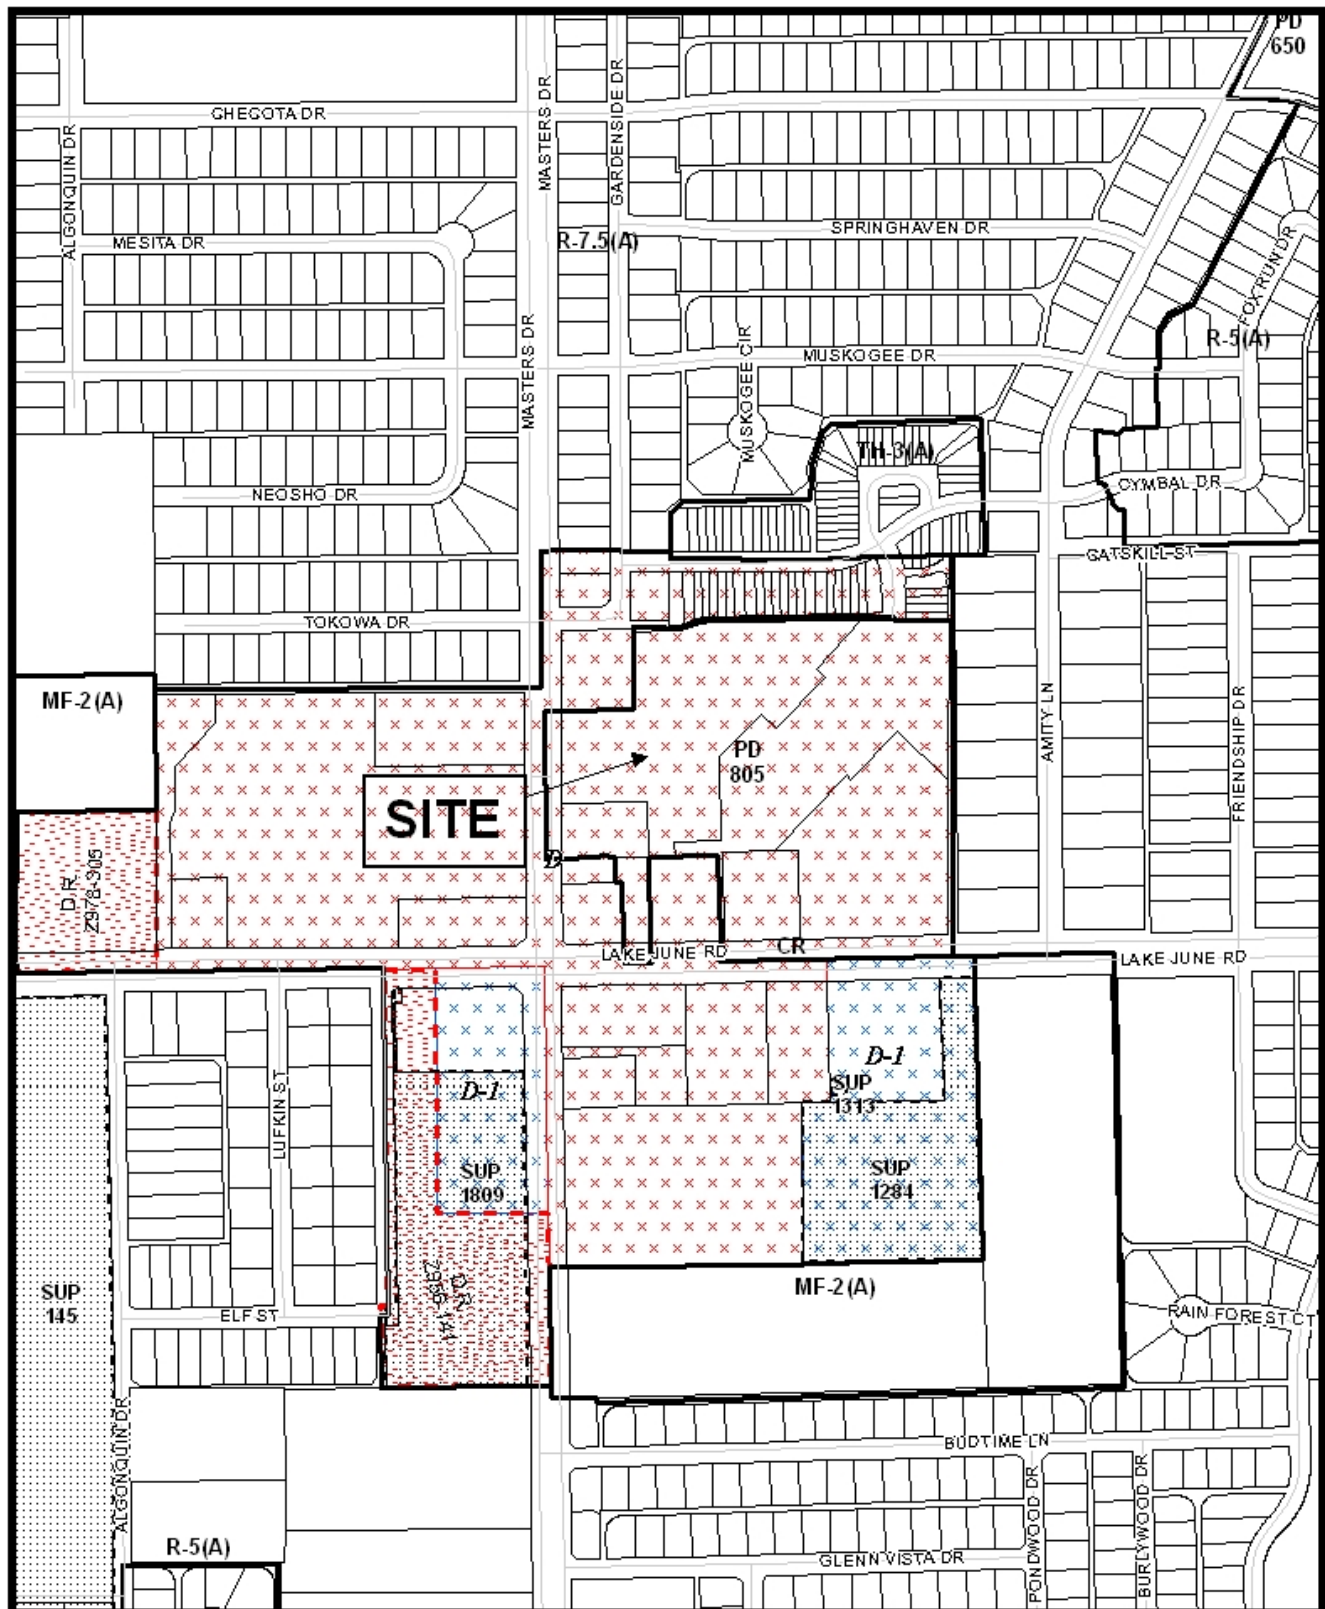 PD
650
CHEGOTA DR
MASTERS DR
GARDENSIDE DR
ALGONQUIN DR
MESITA DR
R-7.5(A)
SPRINGHAVEN DR
FOX RUN DR
R-5(A)
MUSKOGEE DR
MASTERS DR
MUSKOGEE CIR
TH-3(A)
NEOSHO DR
CYMBAL DR
GATSKILL ST
TOKOWA DR
MF-2(A)
AMITY LN
FRIENDSHIP DR
PD
805
SITE
D.R.
Z978-305
CR
LAKE JUNE RD
LAKE JUNE RD
D-1
SUP
1313
D-1
LUFKIN ST
SUP
1809
SUP
1284
SUP
145
MF-2(A)
ELF ST
RAIN FOREST CT
ALGONQUIN DR
BUDTIME LN
PONDWOOD DR
BURLYWOOD DR
R-5(A)
GLENN VISTA DR